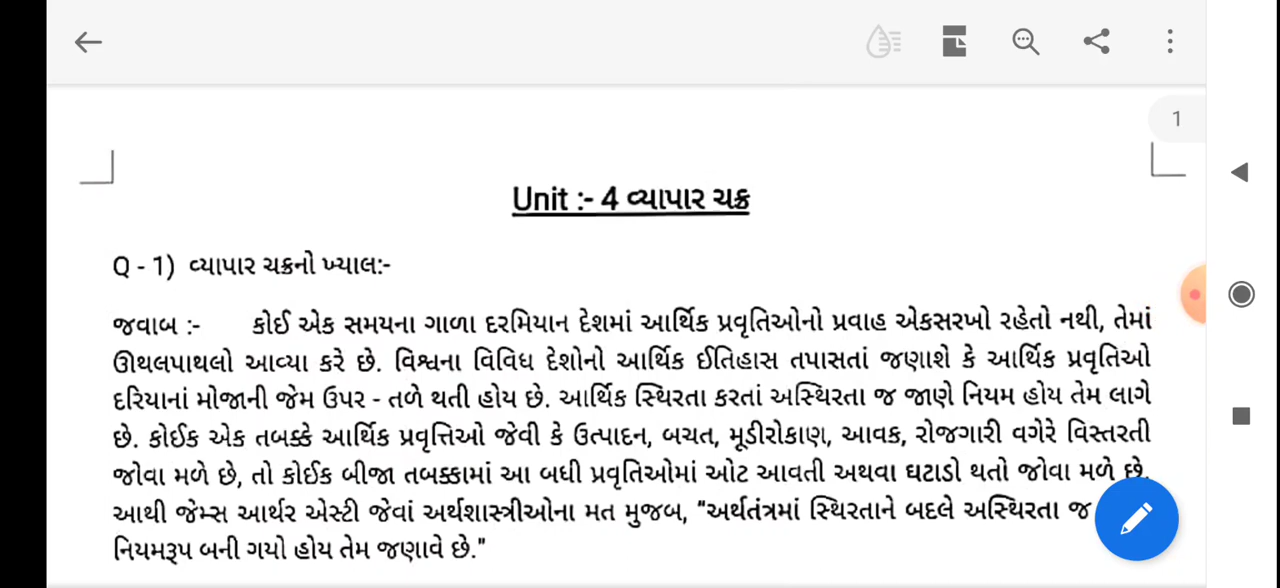 1
Unit :- 4 વ્યાપાર ચક્ર
Q - 1) વ્યાપાર ચક્રનો ખ્યાલ:-
જવાબ :- કોઈ એક સમયના ગાળા દરમિયાન દેશમાં આર્થિક પ્રવૃતિઓનો પ્રવાહ એકસરખો રહેતો નથી, તેમાં
ઊથલપાથલો આવ્યા કરે છે. વિશ્વના વિવિધ દેશોનો આર્થિક ઈતિહાસ તપાસતાં જણાશે કે આર્થિક પ્રવૃતિઓ
દરિયાનાં મોજાની જેમ ઉપર - તળે થતી હોય છે. આર્થિક સ્થિરતા કરતાં અસ્થિરતા જ જાણે નિયમ હોય તેમ લાગે
છે. કોઈક એક તબક્કે આર્થિક પ્રવૃત્તિઓ જેવી કે ઉત્પાદન, બચત, મૂડીરોકાણ, આવક, રોજગારી વગેરે વિસ્તરતી
જોવા મળે છે, તો કોઈક બીજા તબક્કામાં આ બધી પ્રવૃતિઓમાં ઓટ આવતી અથવા ઘટાડો થતો જોવા મળે છે.
આથી જેમ્સ આર્થર એસ્ટી જેવાં અર્થશાસ્ત્રીઓના મત મુજબ, "અર્થતંત્રમાં સ્થિરતાને બદલે અસ્થિરતા જ
નિયમરૂપ બની ગયો હોય તેમ જણાવે છે."